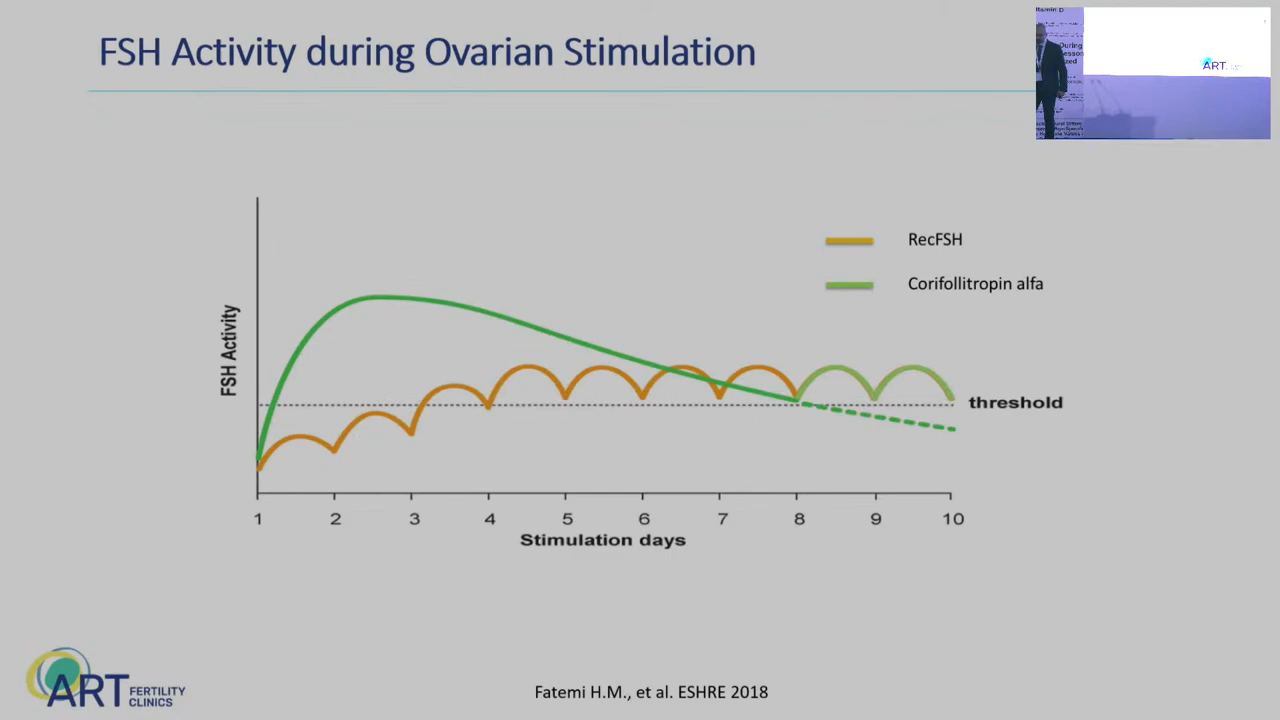 FSH Activity during Ovarian Stimulation
ART
RecFSH
Corifollitropin alfa
FSH Activity
threshold
1 2 3 4 5 6 7 8 9 10
Stimulation days
ART FERTILITY
CLINICS
Fatemi H.M., et al. ESHRE 2018